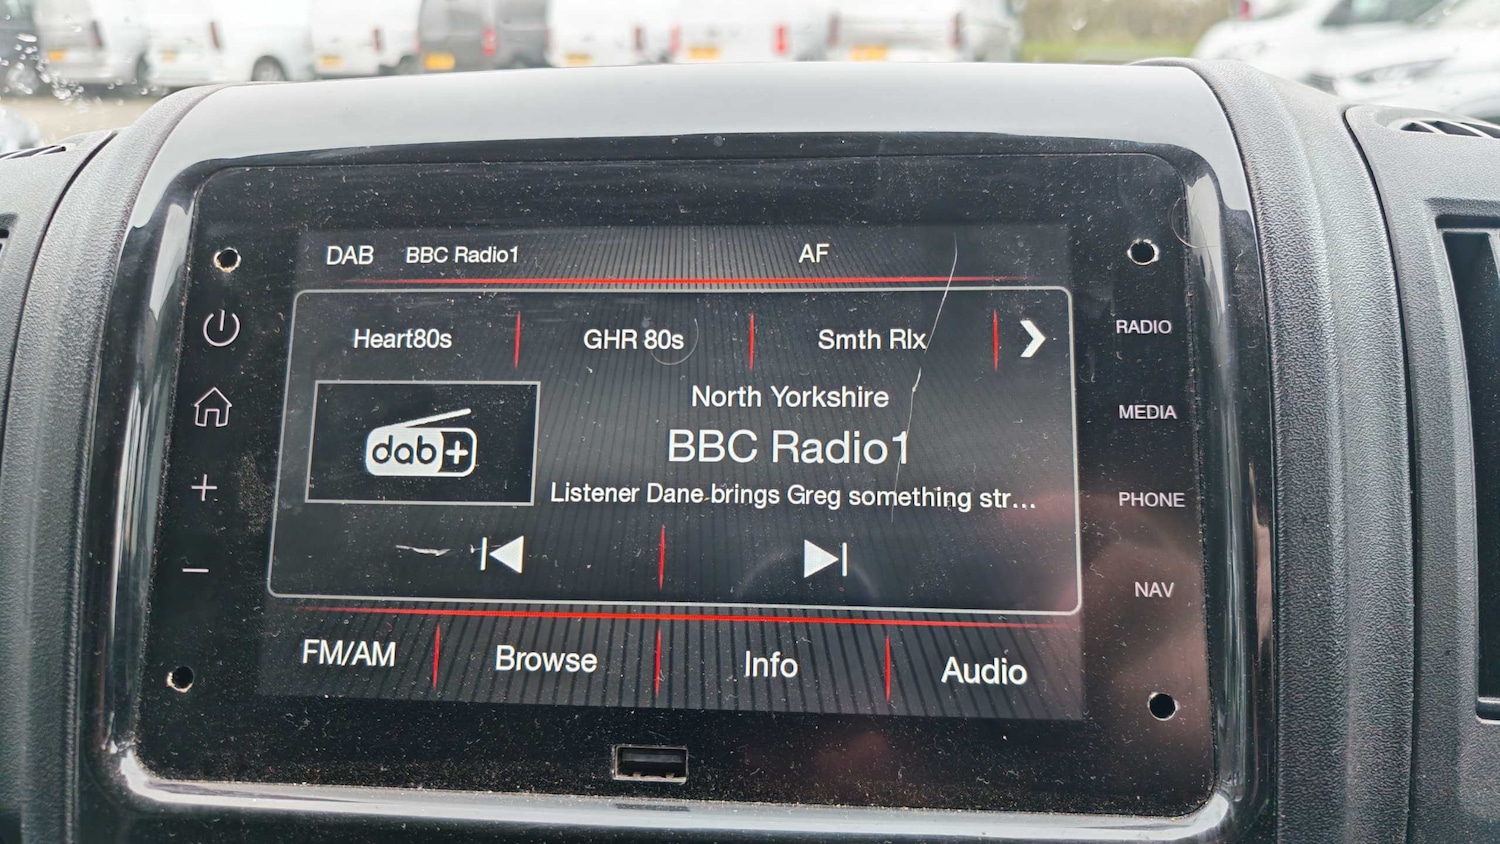 DAB BBC Radio1 AF
Heart80s GHR 80s Smth Rlx
North Yorkshire
dab+
BBC Radio1
Listener Dane brings Greg something str...
FM/AM Browse Info Audio
RADIO
MEDIA
PHONE
NAV